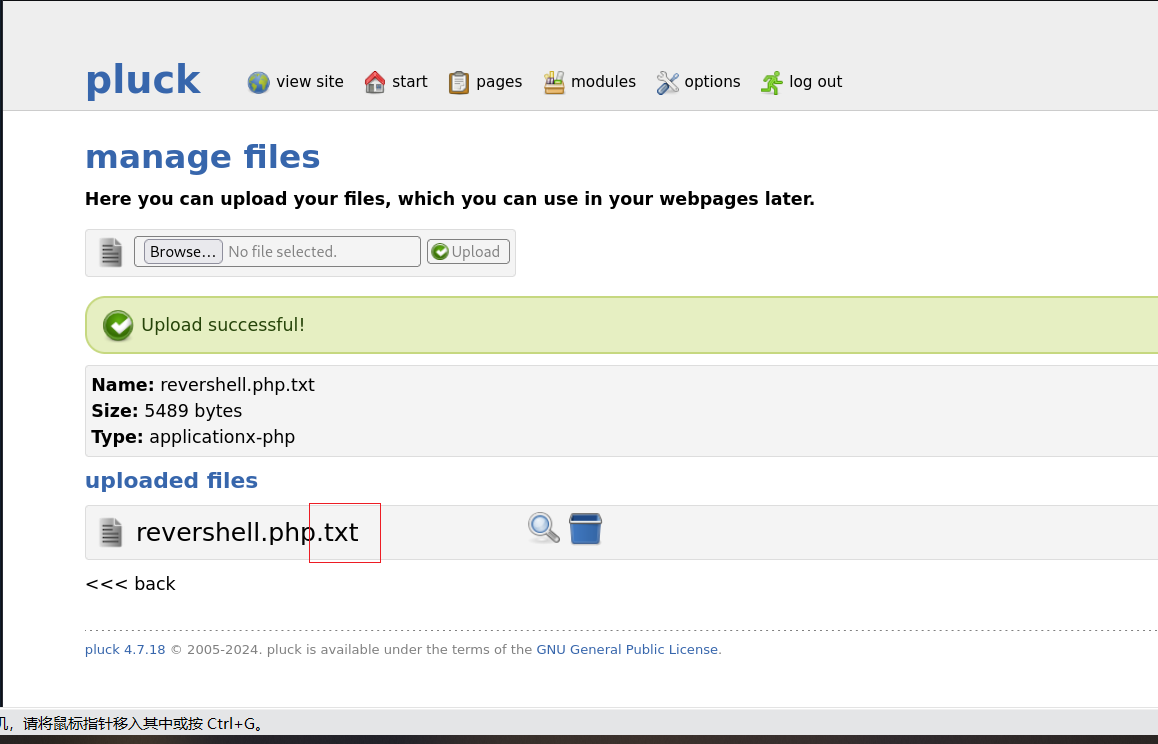 pluck view site start pages modules options log out
manage files
Here you can upload your files, which you can use in your webpages later.
Browse... No file selected. Upload
Upload successful!
Name: revershell.php.txt
Size: 5489 bytes
Type: applicationx-php
uploaded files
revershell.php.txt
<<< back
pluck 4.7.18 © 2005-2024. pluck is available under the terms of the GNU General Public License.
机，请将鼠标指针移入其中或按 Ctrl+G。